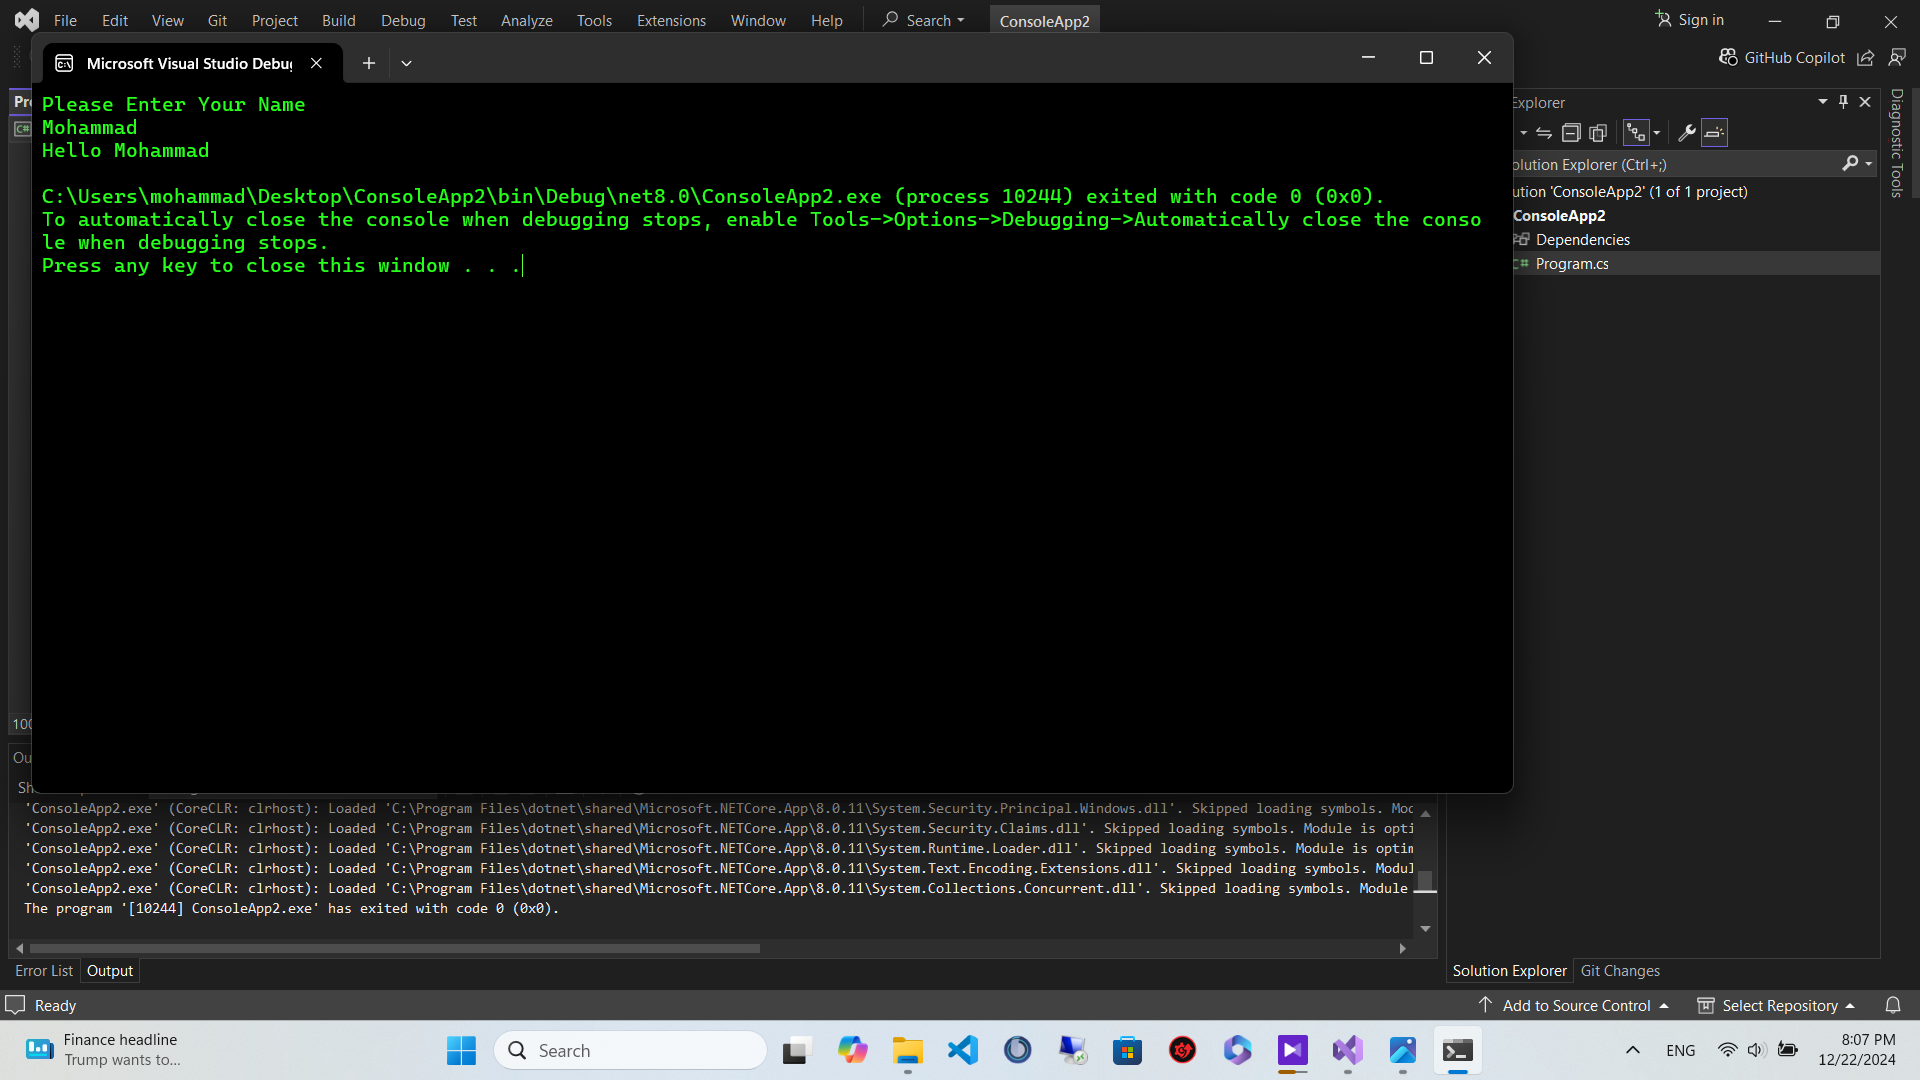 File Edit View Git Project Build Debug Test Analyze Tools Extensions Window Help Search ConsoleApp2 Sign in
GitHub Copilot
Microsoft Visual Studio Debug
Please Enter Your Name
Mohammad
Hello Mohammad
C:\Users\mohammad\Desktop\ConsoleApp2\bin\Debug\net8.0\ConsoleApp2.exe (process 10244) exited with code 0 (0x0).
To automatically close the console when debugging stops, enable Tools->Options->Debugging->Automatically close the conso
le when debugging stops.
Press any key to close this window . . .
Explorer
olution Explorer (Ctrl+;)
ution 'ConsoleApp2' (1 of 1 project)
ConsoleApp2
Dependencies
C# Program.cs
Diagnostic Tools
Pr
C#
100
Ou
Sh
'ConsoleApp2.exe' (CoreCLR: clrhost): Loaded 'C:\Program Files\dotnet\shared\Microsoft.NETCore.App\8.0.11\System.Security.Principal.Windows.dll'. Skipped loading symbols. Moc
'ConsoleApp2.exe' (CoreCLR: clrhost): Loaded 'C:\Program Files\dotnet\shared\Microsoft.NETCore.App\8.0.11\System.Security.Claims.dll'. Skipped loading symbols. Module is opti
'ConsoleApp2.exe' (CoreCLR: clrhost): Loaded 'C:\Program Files\dotnet\shared\Microsoft.NETCore.App\8.0.11\System.Runtime.Loader.dll'. Skipped loading symbols. Module is optin
'ConsoleApp2.exe' (CoreCLR: clrhost): Loaded 'C:\Program Files\dotnet\shared\Microsoft.NETCore.App\8.0.11\System.Text.Encoding.Extensions.dll'. Skipped loading symbols. Modul
'ConsoleApp2.exe' (CoreCLR: clrhost): Loaded 'C:\Program Files\dotnet\shared\Microsoft.NETCore.App\8.0.11\System.Collections.Concurrent.dll'. Skipped loading symbols. Module
The program '[10244] ConsoleApp2.exe' has exited with code 0 (0x0).
Error List Output
Solution Explorer Git Changes
Ready
Add to Source Control Select Repository
Finance headline
Trump wants to...
Search
ENG
8:07 PM
12/22/2024